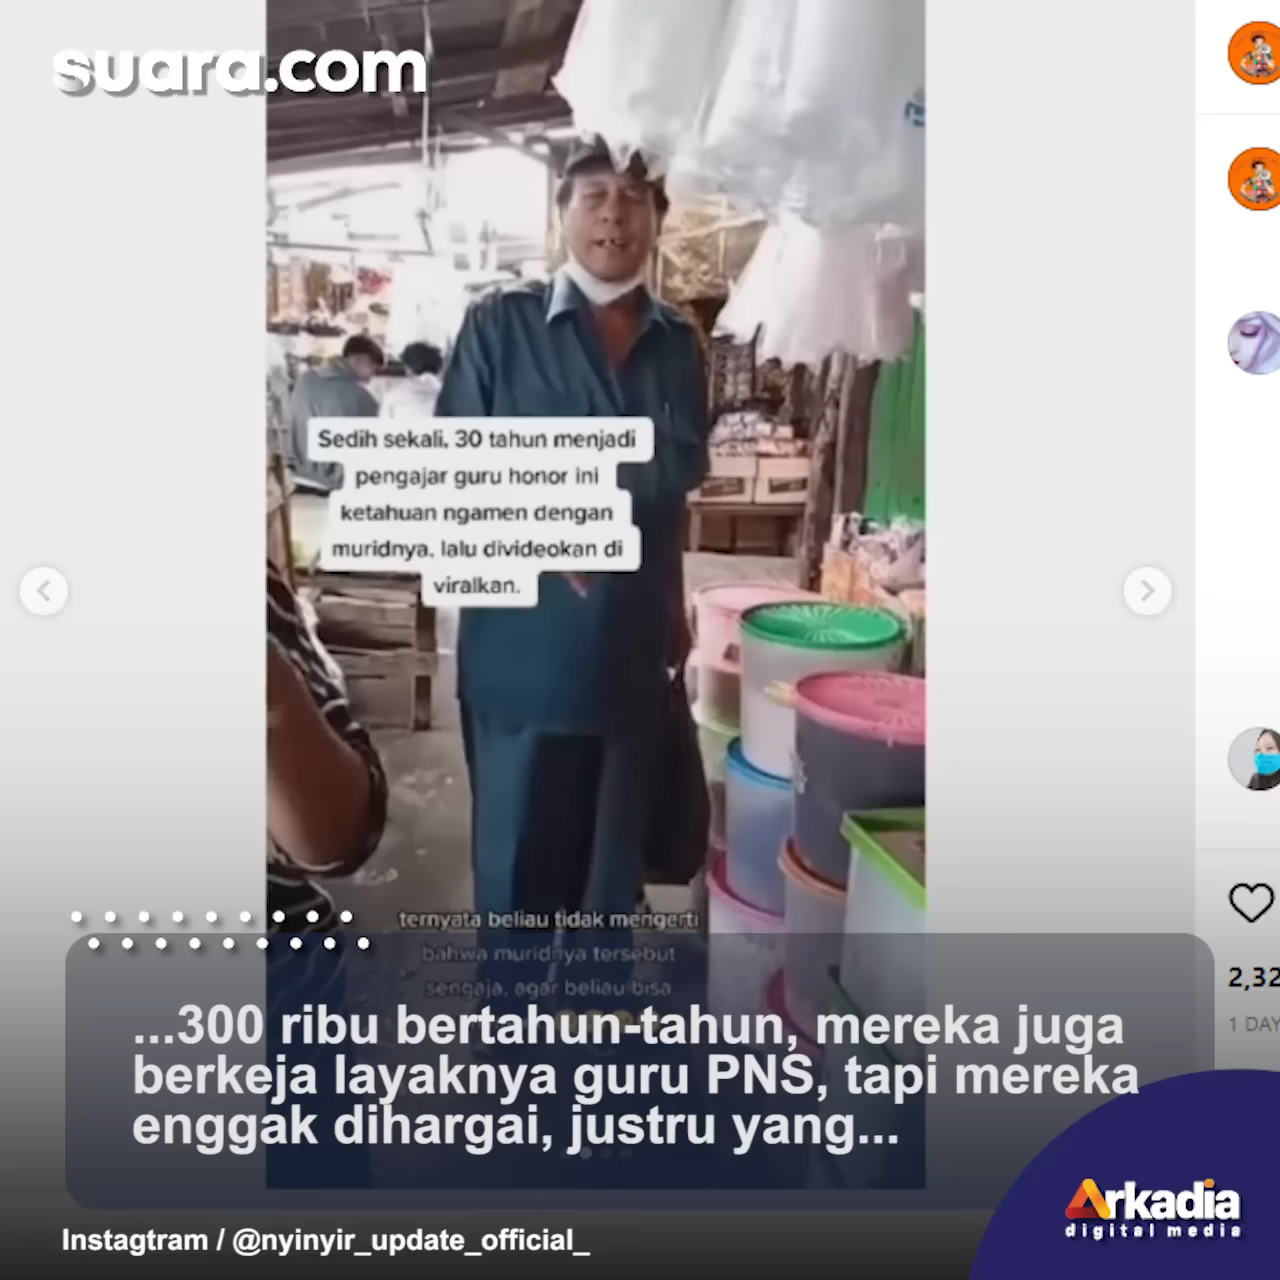 suara.com
Sedih sekali, 30 tahun menjadi
pengajar guru honor ini
ketahuan ngamen dengan
muridnya, lalu divideokan di
viralkan.
ternyata beliau tidak mengerti
bahwa muridnya tersebut
sengaja, agar beliau bisa
...300 ribu bertahun-tahun, mereka juga
berkeja layaknya guru PNS, tapi mereka
enggak dihargai, justru yang...
2,32
1 DAY
Instagtram / @nyinyir_update_official_
Arkadia
digital media